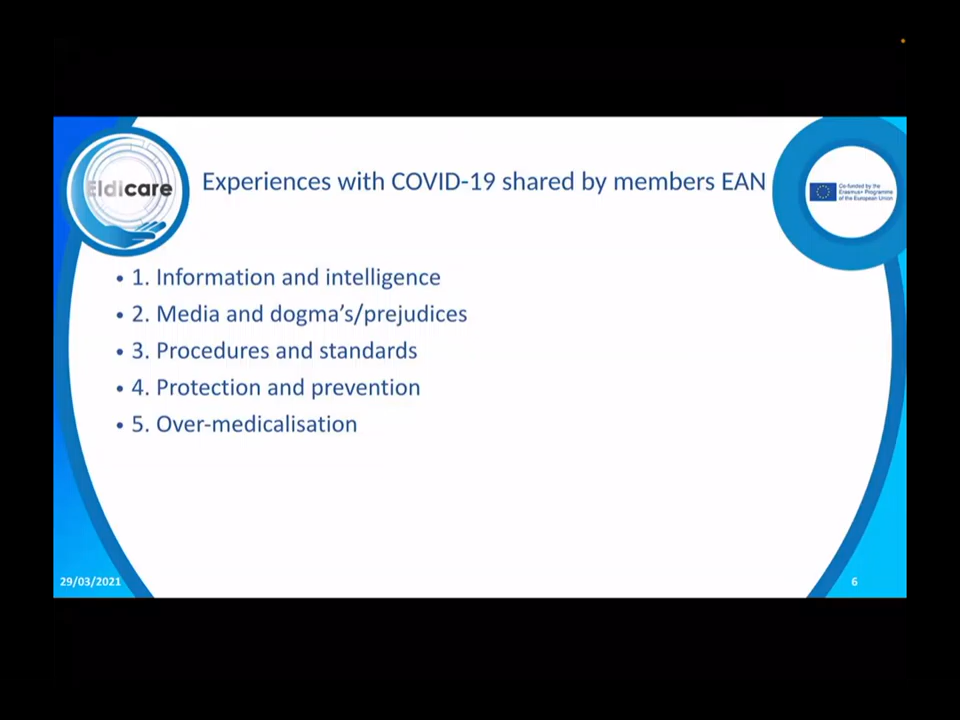 Eldicare
Experiences with COVID-19 shared by members EAN
Co-funded by the
Erasmus+ Programme
of the European Union
• 1. Information and intelligence
• 2. Media and dogma’s/prejudices
• 3. Procedures and standards
• 4. Protection and prevention
• 5. Over-medicalisation
29/03/2021
6